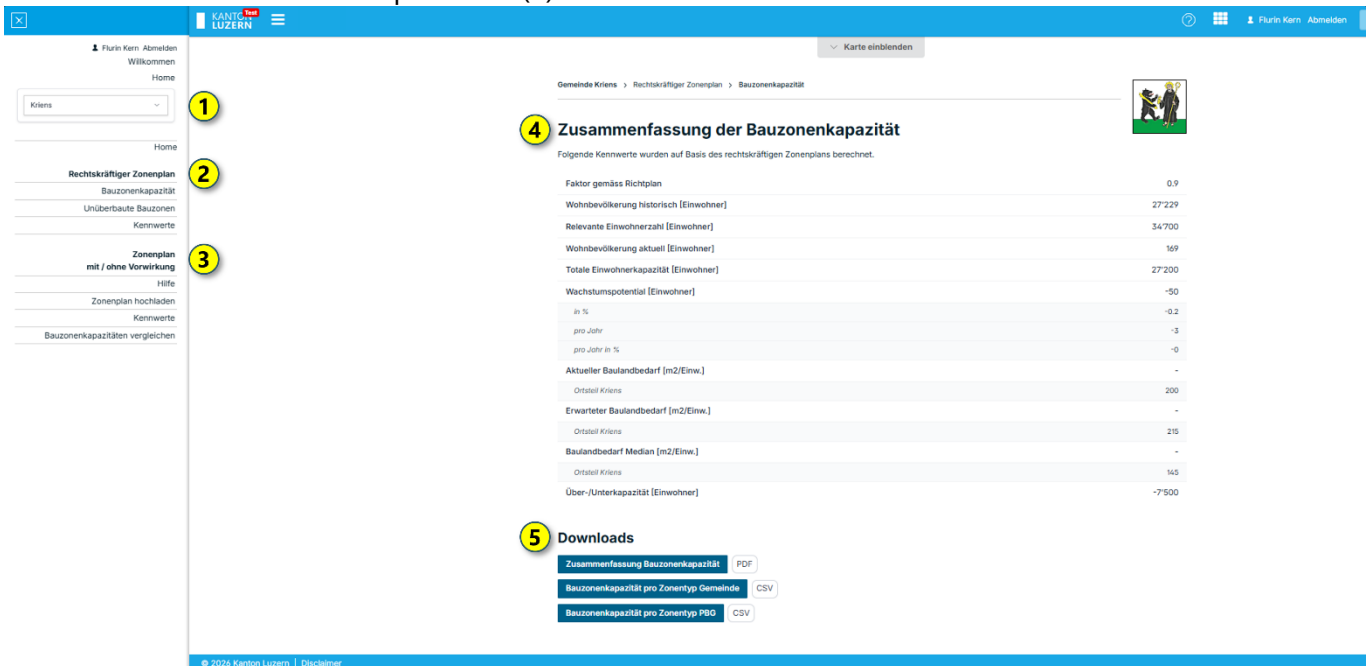 KANTON
LUZERN
Test
Flurin Kern Abmelden
Flurin Kern Abmelden
Willkommen
Home
Kriens
1
Home
2
Rechtskräftiger Zonenplan
Bauzonenkapazität
Unüberbaute Bauzonen
Kennwerte
3
Zonenplan
mit / ohne Vorwirkung
Hilfe
Zonenplan hochladen
Kennwerte
Bauzonenkapazitäten vergleichen
Karte einblenden
Gemeinde Kriens > Rechtskräftiger Zonenplan > Bauzonenkapazität
4 Zusammenfassung der Bauzonenkapazität
Folgende Kennwerte wurden auf Basis des rechtskräftigen Zonenplans berechnet.
Faktor gemäss Richtplan 0.9
Wohnbevölkerung historisch [Einwohner] 27'229
Relevante Einwohnerzahl [Einwohner] 34'700
Wohnbevölkerung aktuell [Einwohner] 169
Totale Einwohnerkapazität [Einwohner] 27'200
Wachstumspotential [Einwohner] -50
in % -0.2
pro Jahr -3
pro Jahr in % -0
Aktueller Baulandbedarf [m2/Einw.] -
Ortsteil Kriens 200
Erwarteter Baulandbedarf [m2/Einw.] -
Ortsteil Kriens 215
Baulandbedarf Median [m2/Einw.] -
Ortsteil Kriens 145
Über-/Unterkapazität [Einwohner] -7'500
5 Downloads
Zusammenfassung Bauzonenkapazität PDF
Bauzonenkapazität pro Zonentyp Gemeinde CSV
Bauzonenkapazität pro Zonentyp PBG CSV
© 2026 Kanton Luzern | Disclaimer